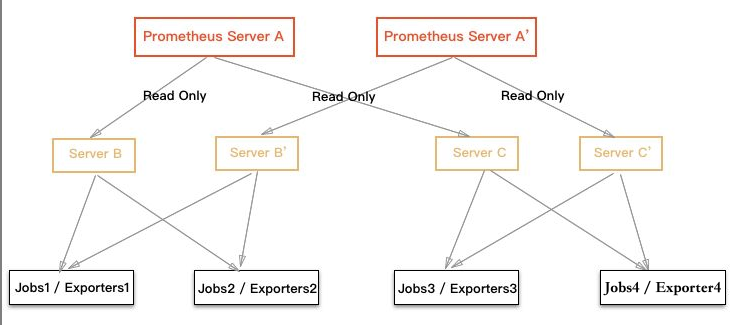 Prometheus Server A
Prometheus Server A'
Read Only
Read Only
Read Only
Server B
Server B'
Server C
Server C'
Jobs1 / Exporters1
Jobs2 / Exporters2
Jobs3 / Exporters3
Jobs4 / Exporter4